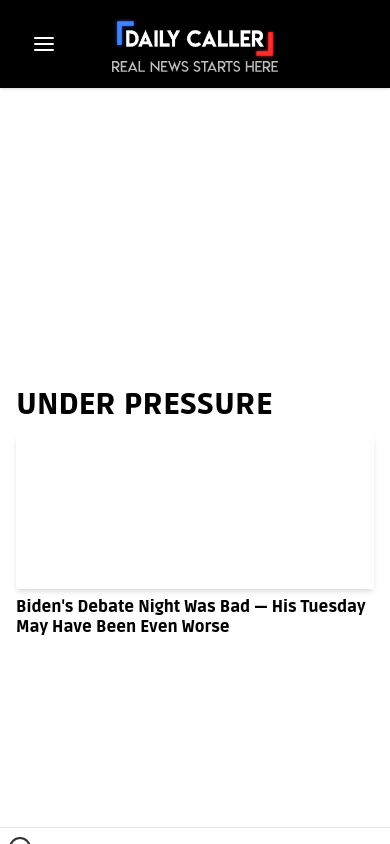 DAILY CALLER
REAL NEWS STARTS HERE
UNDER PRESSURE
Biden's Debate Night Was Bad — His Tuesday
May Have Been Even Worse